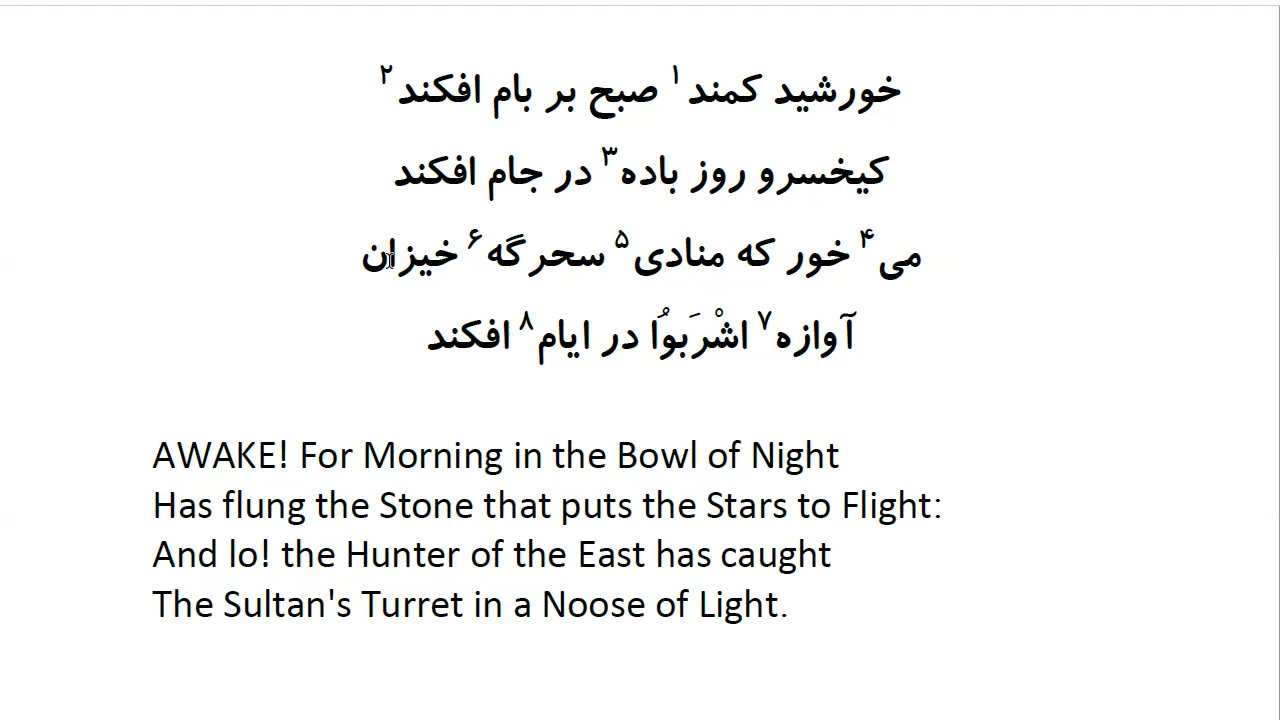 خورشید کمند۱ صبح بر بام افکند۲
کیخسرو روز باده۳ در جام افکند
می۴ خور که منادی۵ سحرگه۶ خیزان
آوازه۷ اشْرَبوُا در ایام۸ افکند
AWAKE! For Morning in the Bowl of Night
Has flung the Stone that puts the Stars to Flight:
And lo! the Hunter of the East has caught
The Sultan's Turret in a Noose of Light.